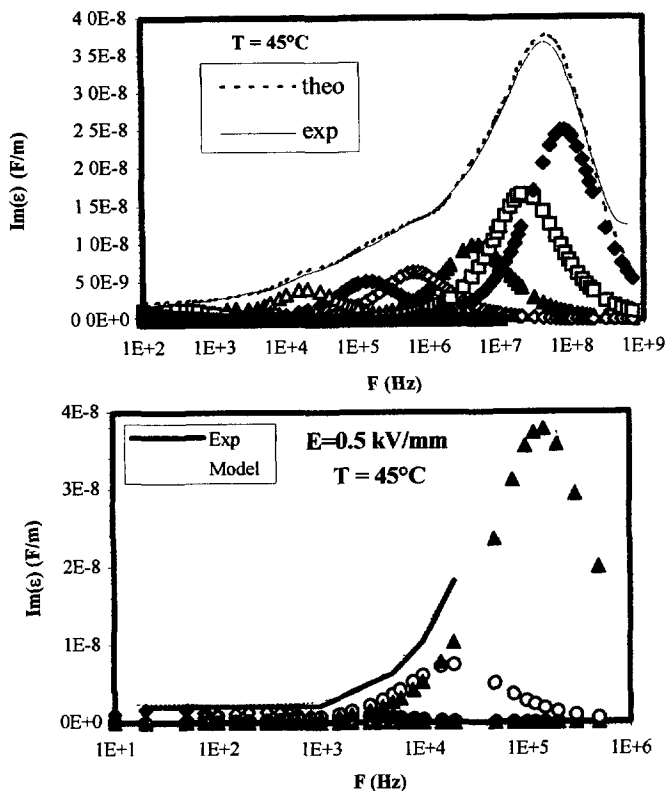 T = 45°C
theo
exp
Im(ε) (F/m)
4 0E-8
3 5E-8
3 0E-8
2 5E-8
2 0E-8
1 5E-8
1 0E-8
5 0E-9
0 0E+0
1E+2
1E+3
1E+4
1E+5
1E+6
1E+7
1E+8
1E+9
F (Hz)
Exp
Model
E=0.5 kV/mm
T = 45°C
Im(ε) (F/m)
4E-8
3E-8
2E-8
1E-8
0E+0
1E+1
1E+2
1E+3
1E+4
1E+5
1E+6
F (Hz)